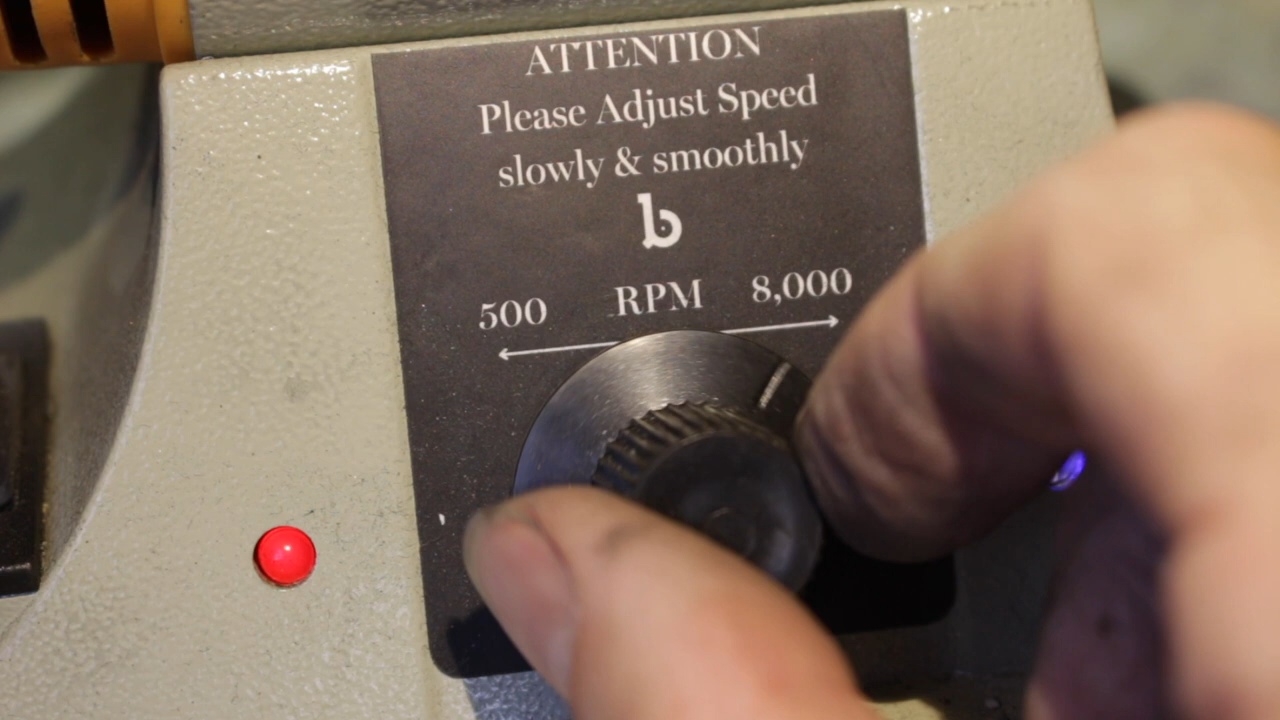 ATTENTION
Please Adjust Speed
slowly & smoothly
b
500 RPM 8,000